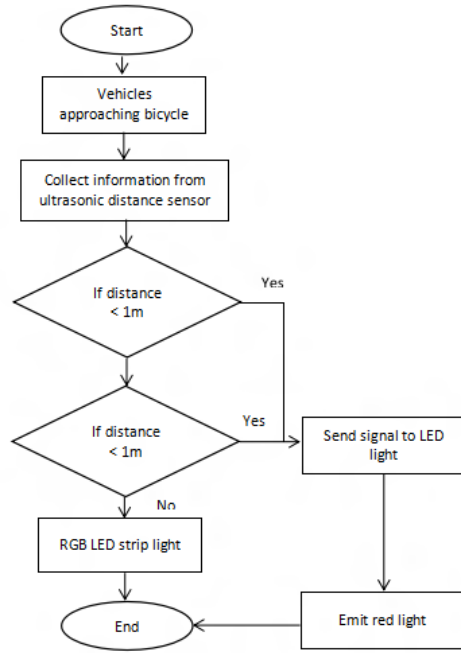 Start
Vehicles
approaching bicycle
Collect information from
ultrasonic distance sensor
If distance
< 1m
Yes
If distance
< 1m
Yes
Send signal to LED
light
No
RGB LED strip light
Emit red light
End